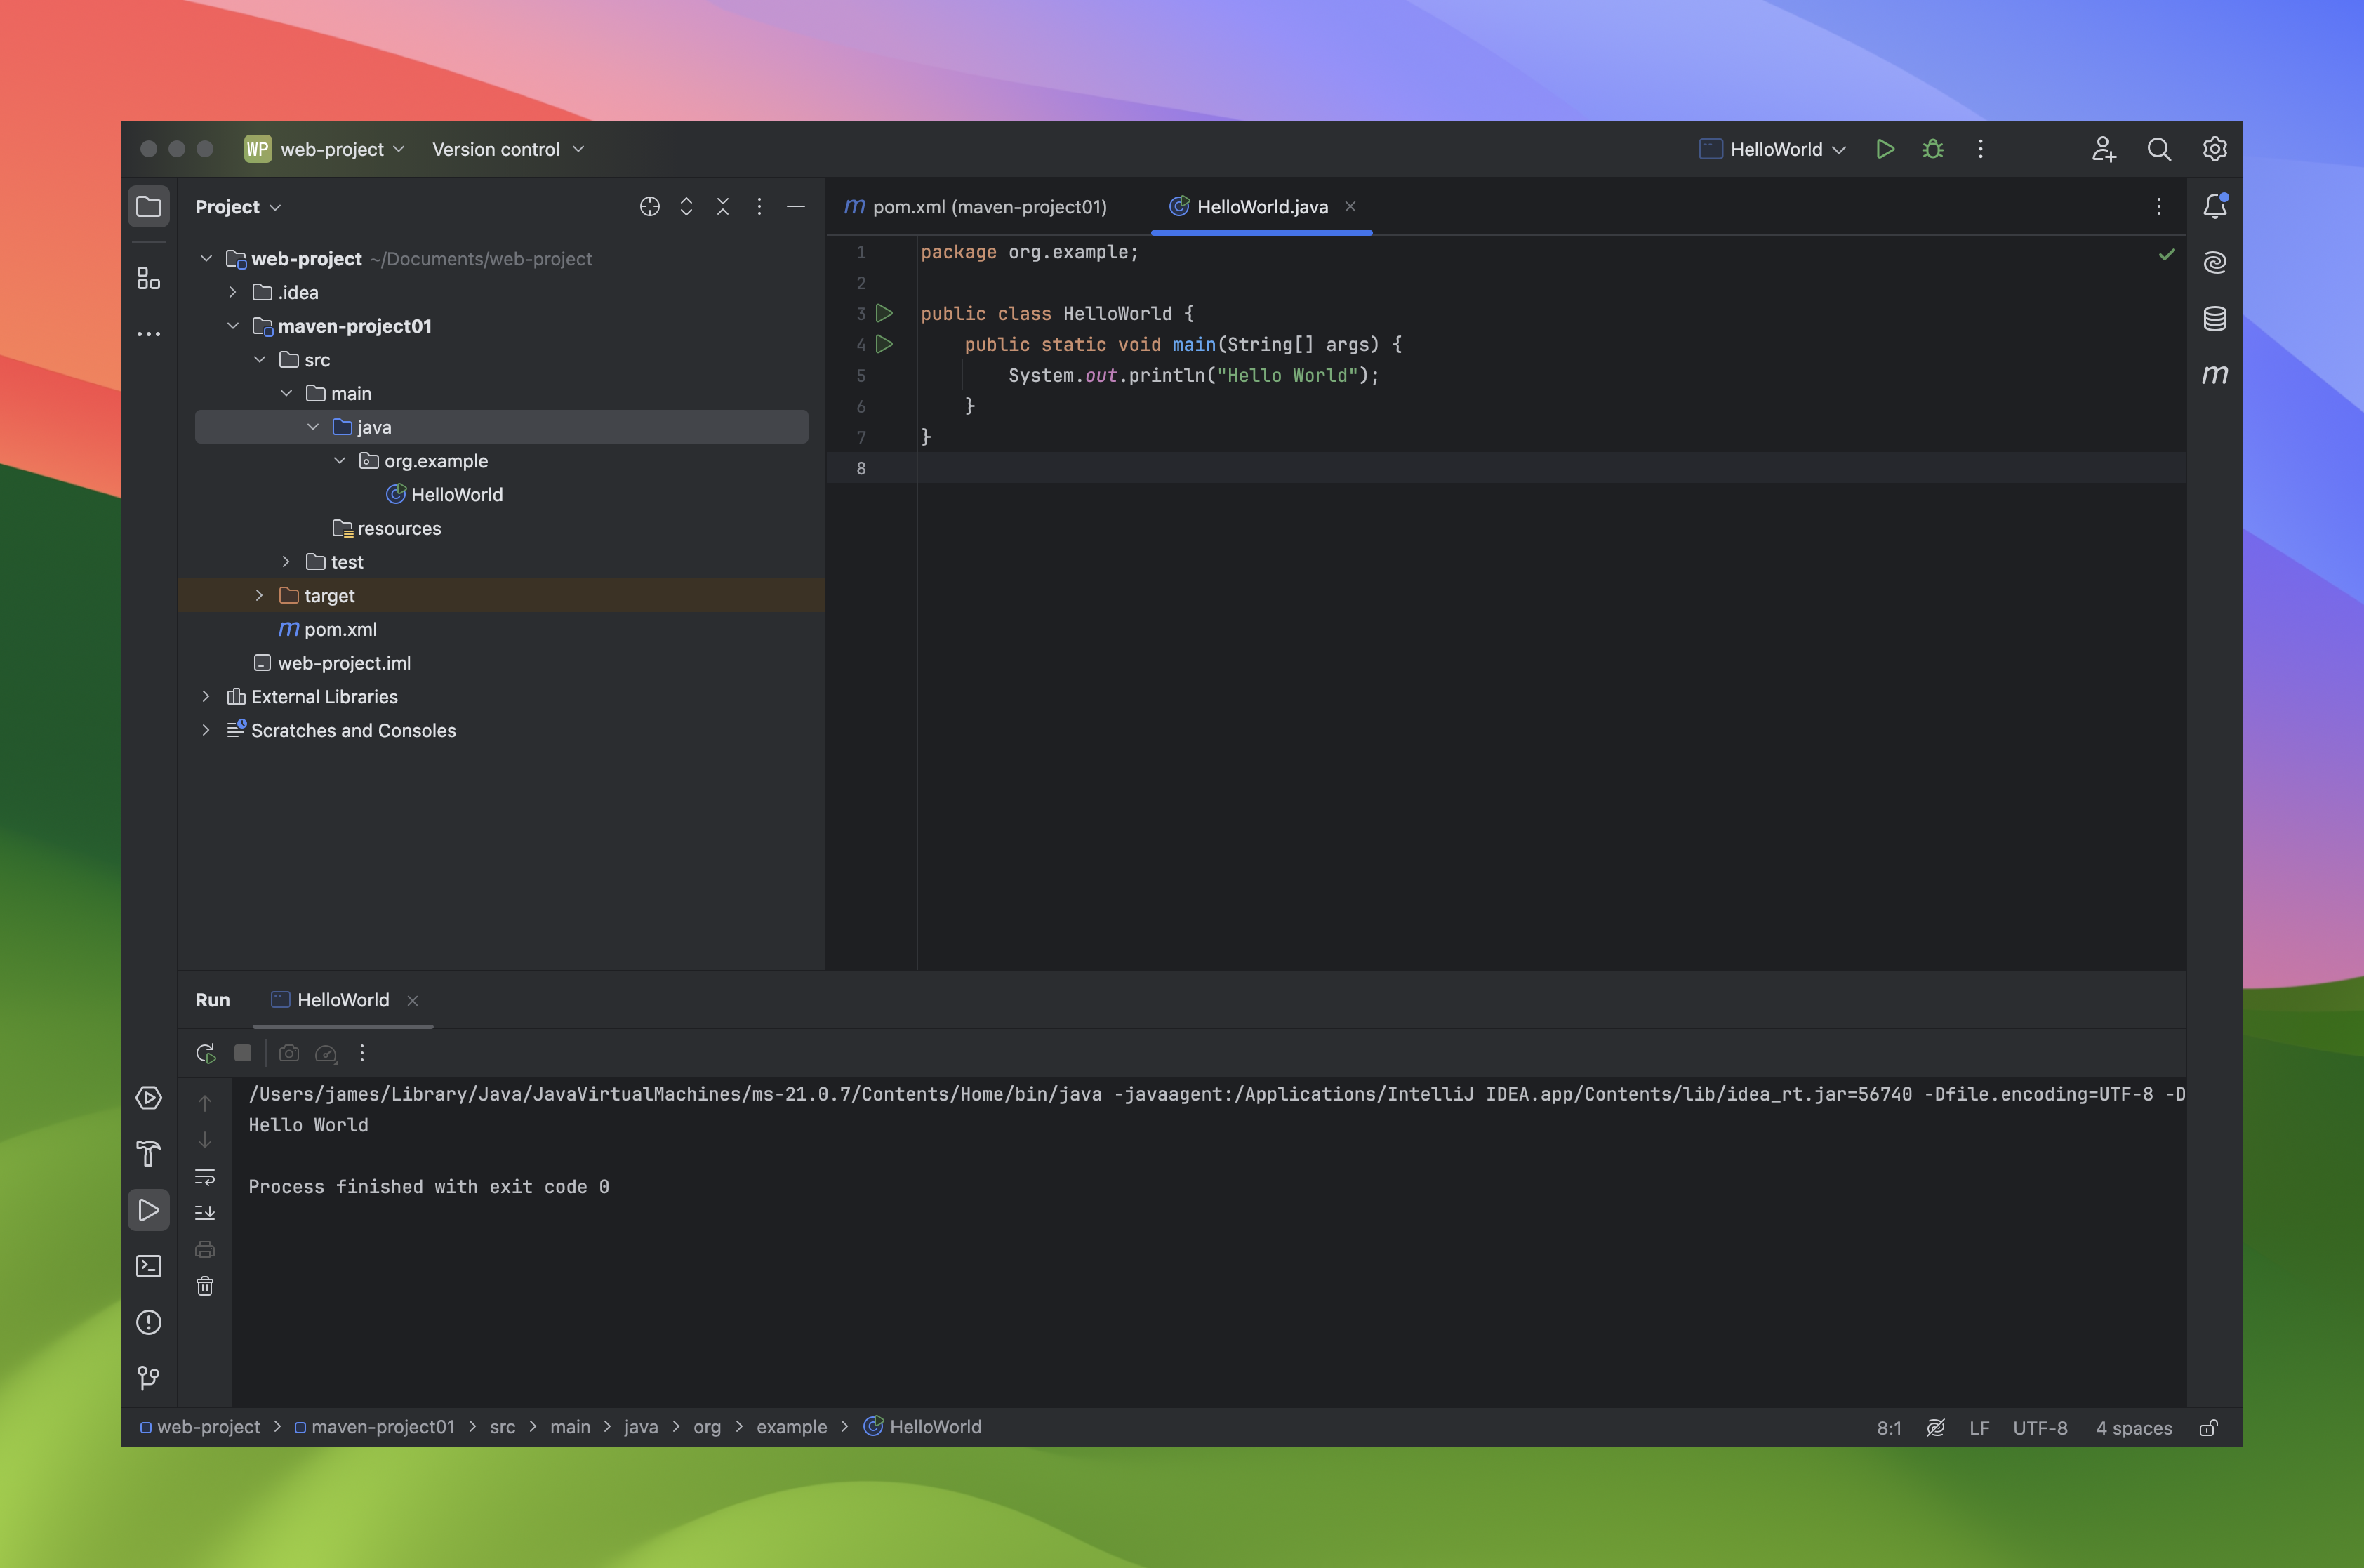 WP web-project Version control HelloWorld
Project
web-project ~/Documents/web-project
.idea
maven-project01
src
main
java
org.example
HelloWorld
resources
test
target
m pom.xml
web-project.iml
External Libraries
Scratches and Consoles
m pom.xml (maven-project01) HelloWorld.java
1 package org.example;
2
3 public class HelloWorld {
4 public static void main(String[] args) {
5 System.out.println("Hello World");
6 }
7 }
8
m
Run HelloWorld
/Users/james/Library/Java/JavaVirtualMachines/ms-21.0.7/Contents/Home/bin/java -javaagent:/Applications/IntelliJ IDEA.app/Contents/lib/idea_rt.jar=56740 -Dfile.encoding=UTF-8 -D
Hello World
Process finished with exit code 0
web-project > maven-project01 > src > main > java > org > example > HelloWorld 8:1 LF UTF-8 4 spaces